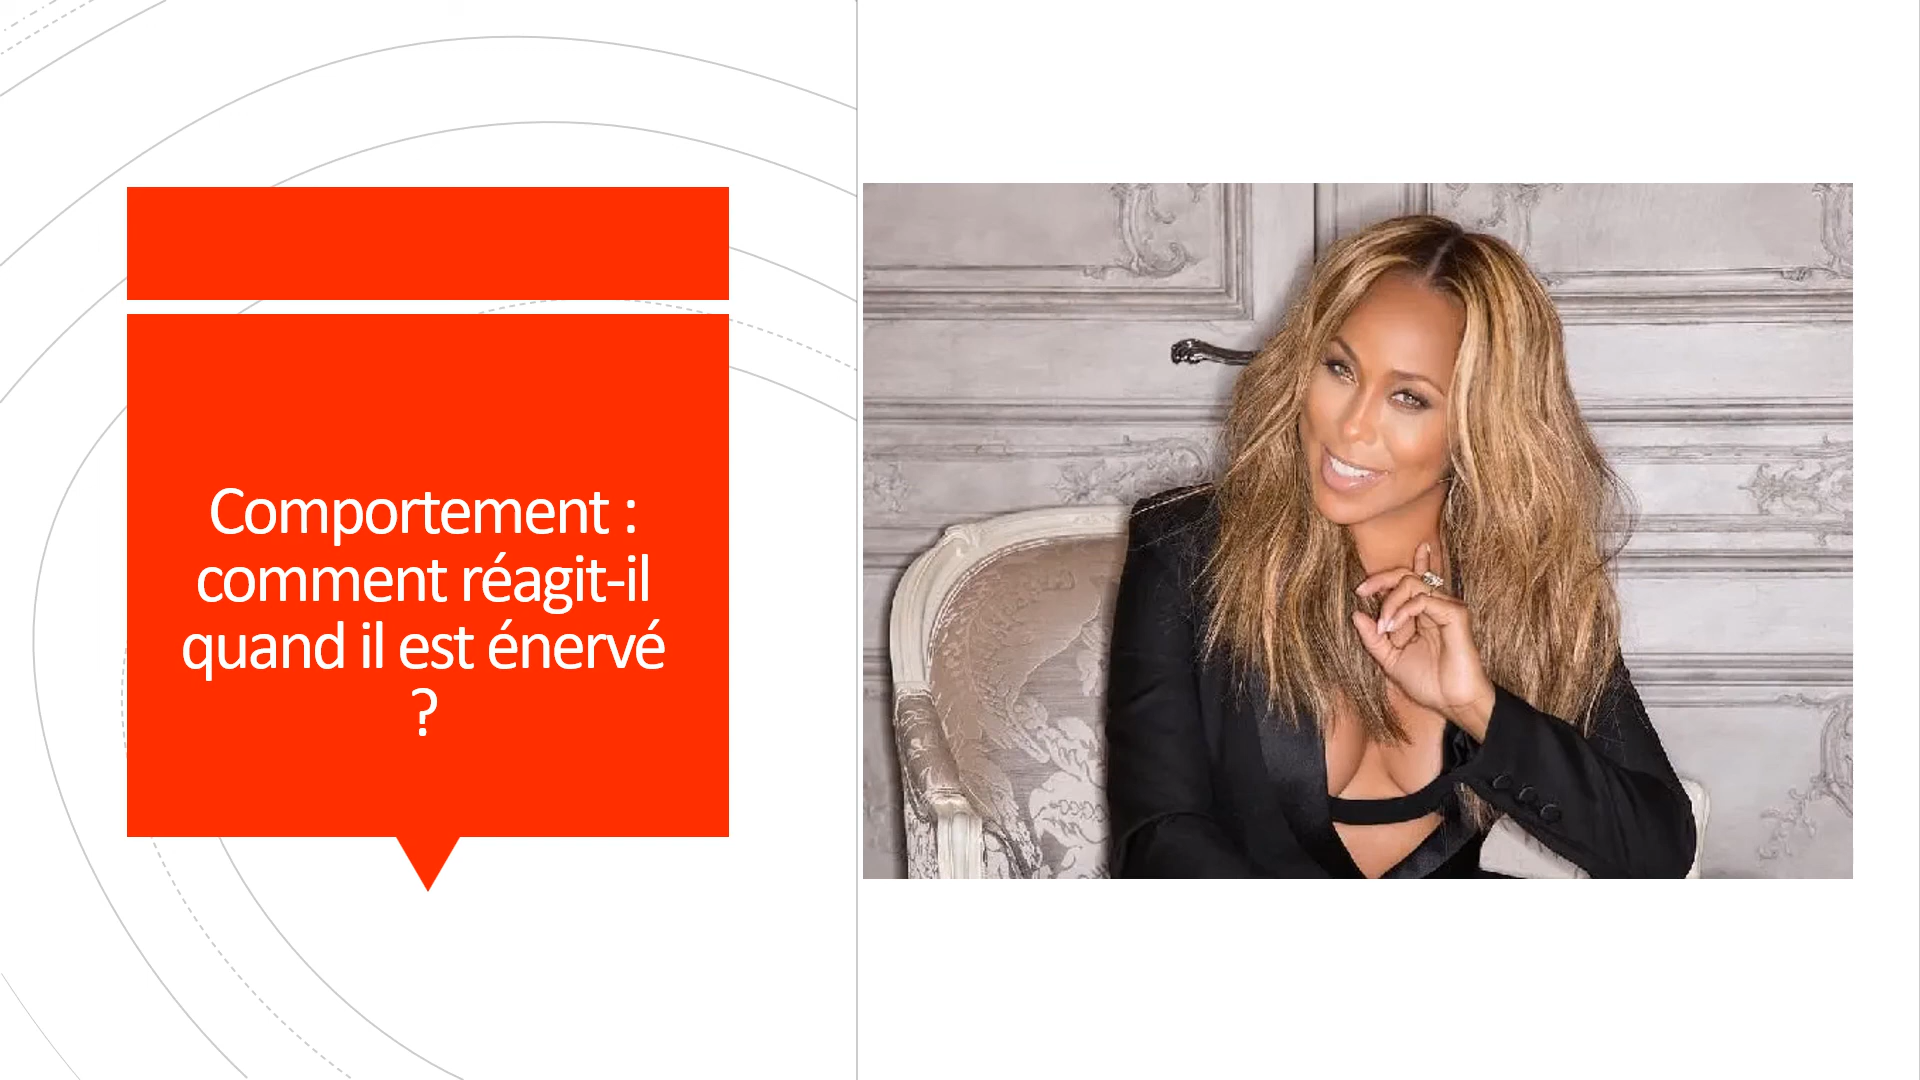 Comportement :
comment réagit-il
quand il est énervé
?